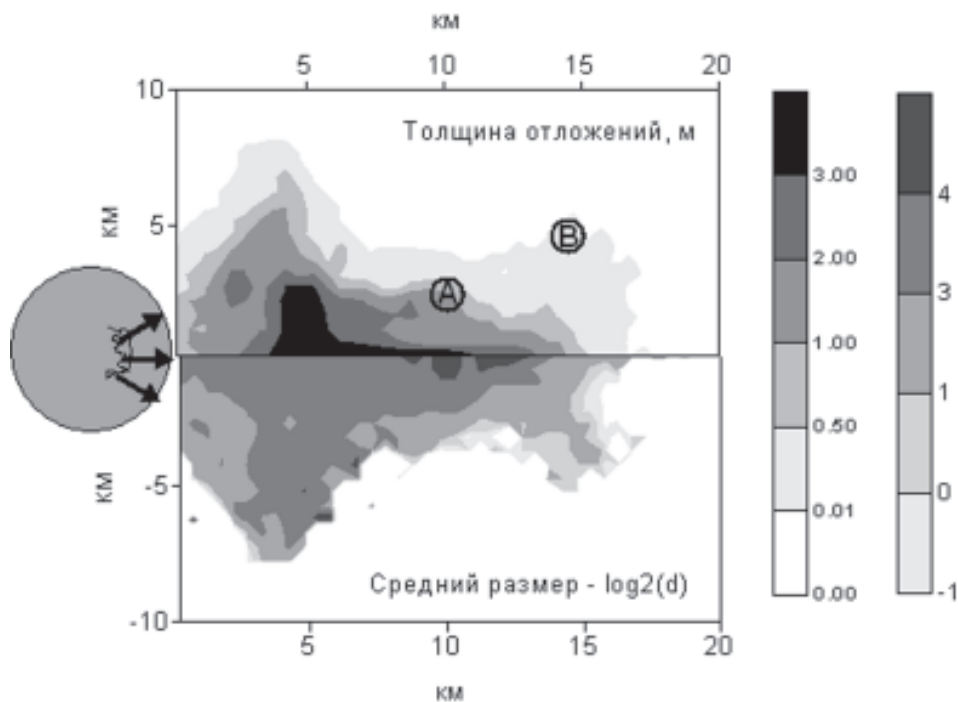 км
5 10 15 20
10
Толщина отложений, м
5
км
A
B
км
-5
Средний размер - log2(d)
-10
5 10 15 20
км
3.00
2.00
1.00
0.50
0.01
0.00
4
3
1
0
-1